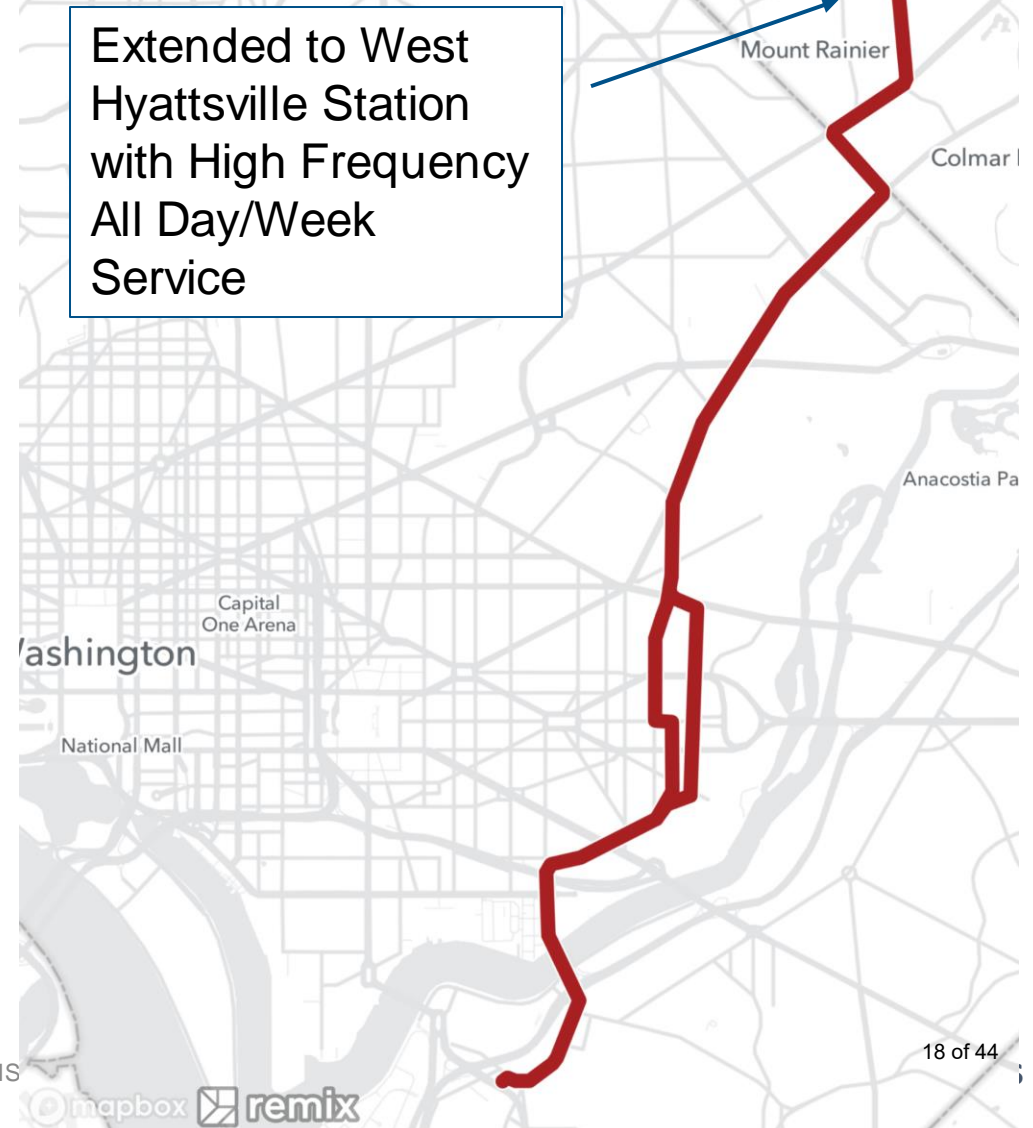 Extended to West
Hyattsville Station
with High Frequency
All Day/Week
Service
Mount Rainier
Colmar
Anacostia Pa
Capital
One Arena
ashington
National Mall
18 of 44
mapbox remix